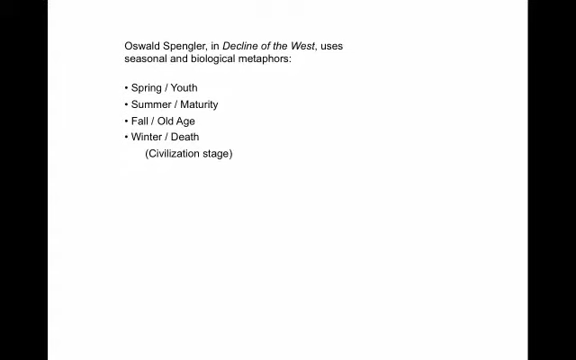 Oswald Spengler, in Decline of the West, uses
seasonal and biological metaphors:
• Spring / Youth
• Summer / Maturity
• Fall / Old Age
• Winter / Death
(Civilization stage)